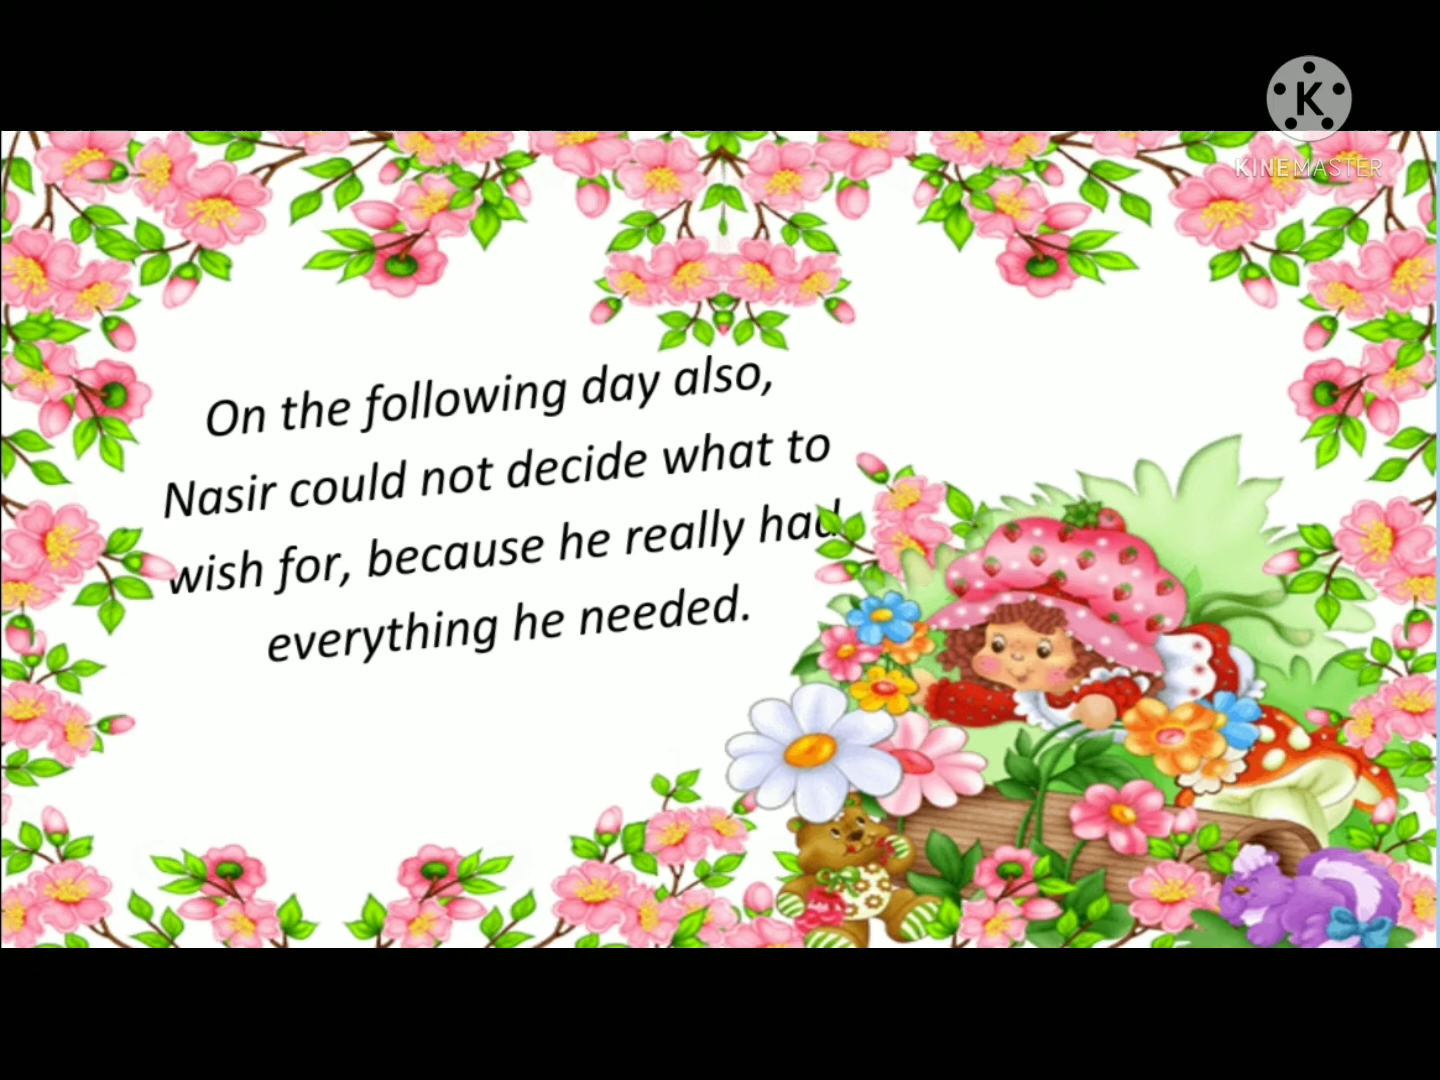 KINEMASTER
On the following day also,
Nasir could not decide what to
wish for, because he really had
everything he needed.